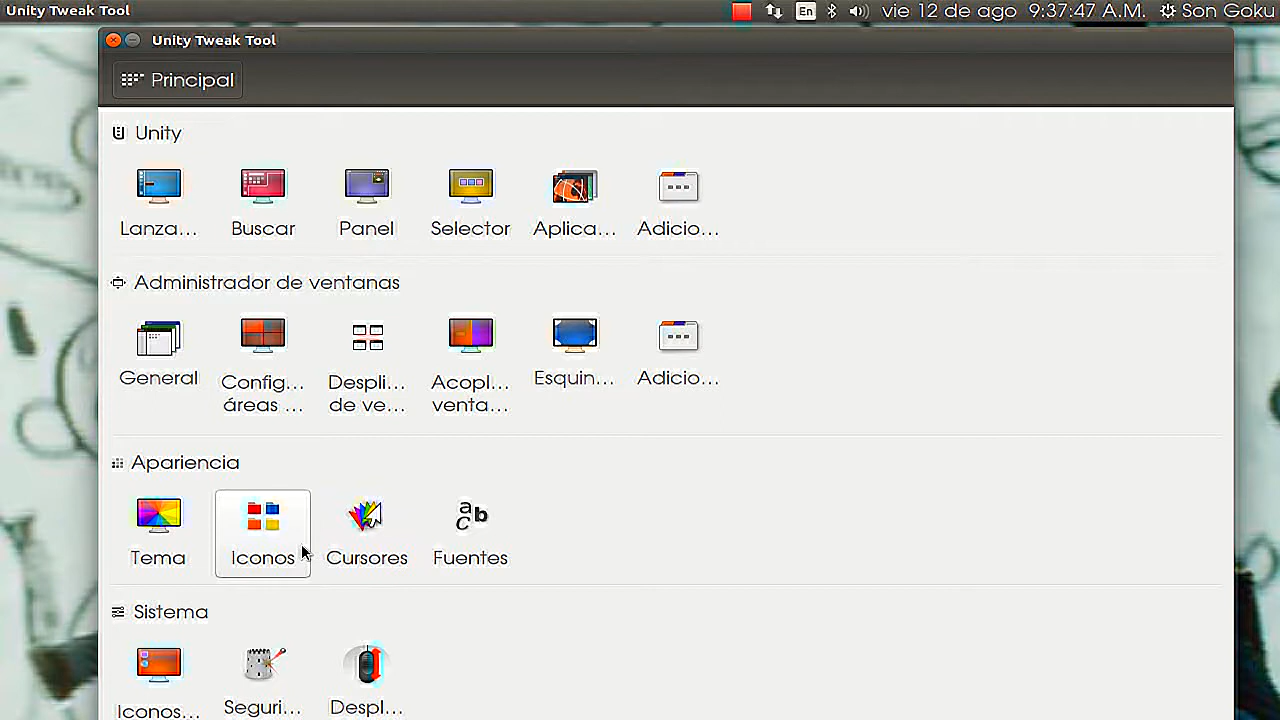 Unity Tweak Tool
En
vie 12 de ago 9:37:47 A.M.
Son Goku
Unity Tweak Tool
Principal
Unity
Lanza...
Buscar
Panel
Selector
Aplica...
Adicio...
Administrador de ventanas
General
Config...
áreas ...
Despli...
de ve...
Acopl...
venta...
Esquin...
Adicio...
Apariencia
Tema
Iconos
Cursores
Fuentes
Sistema
Iconos...
Seguri...
Despl...